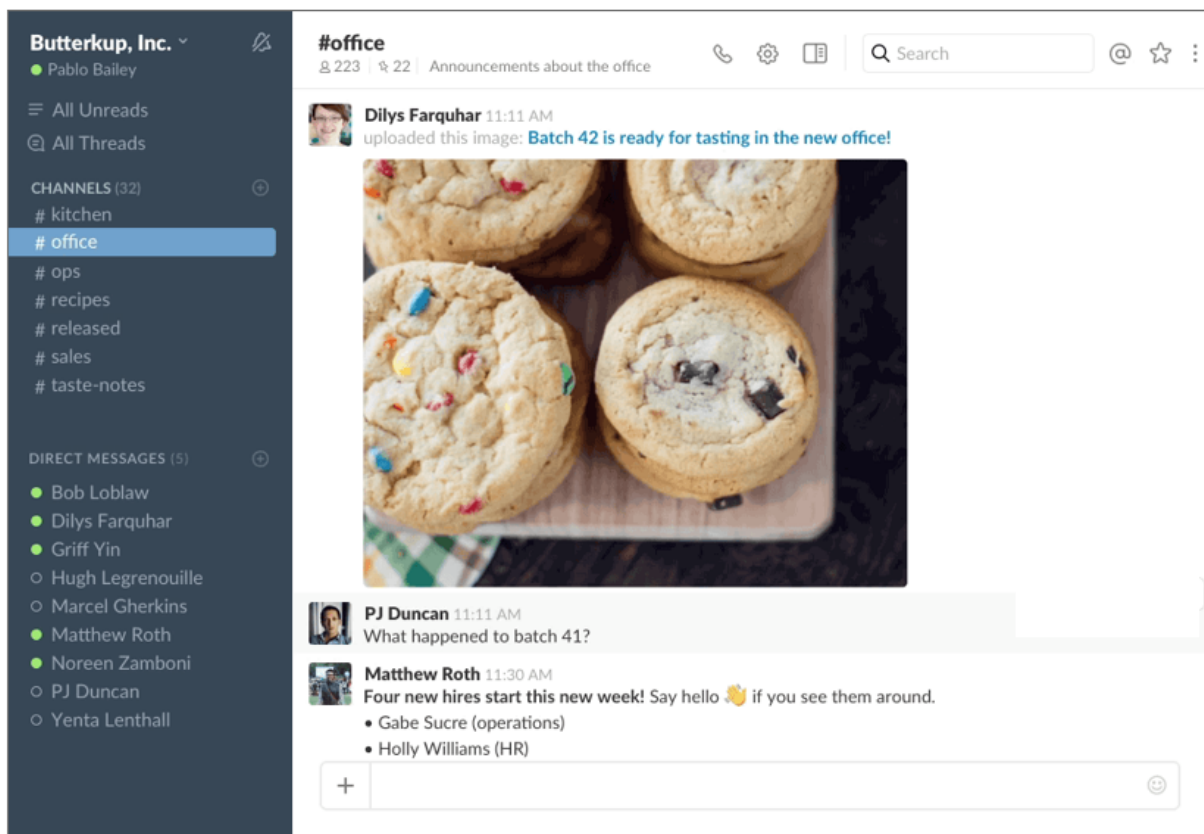 Butterkup, Inc.
Pablo Bailey
All Unreads
All Threads
CHANNELS (32)
# kitchen
# office
# ops
# recipes
# released
# sales
# taste-notes
DIRECT MESSAGES (5)
Bob Loblaw
Dilys Farquhar
Griff Yin
Hugh Legrenouille
Marcel Gherkins
Matthew Roth
Noreen Zamboni
PJ Duncan
Yenta Lenthall
#office
223 | 22 | Announcements about the office
Search
Dilys Farquhar 11:11 AM
uploaded this image: Batch 42 is ready for tasting in the new office!
PJ Duncan 11:11 AM
What happened to batch 41?
Matthew Roth 11:30 AM
Four new hires start this new week! Say hello 👋 if you see them around.
• Gabe Sucre (operations)
• Holly Williams (HR)